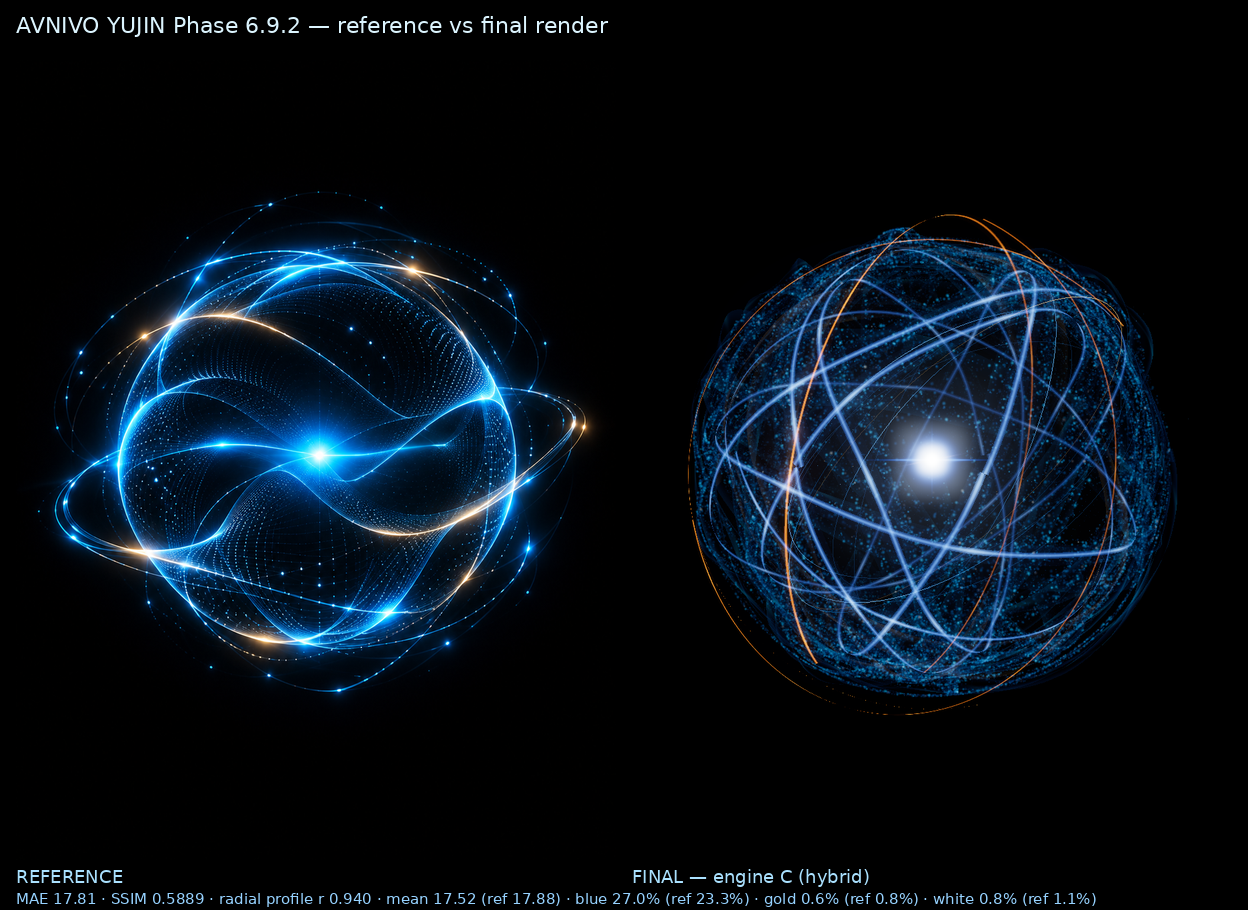 AVNIVO YUJIN Phase 6.9.2 — reference vs final render
REFERENCE
FINAL — engine C (hybrid)
MAE 17.81 · SSIM 0.5889 · radial profile r 0.940 · mean 17.52 (ref 17.88) · blue 27.0% (ref 23.3%) · gold 0.6% (ref 0.8%) · white 0.8% (ref 1.1%)